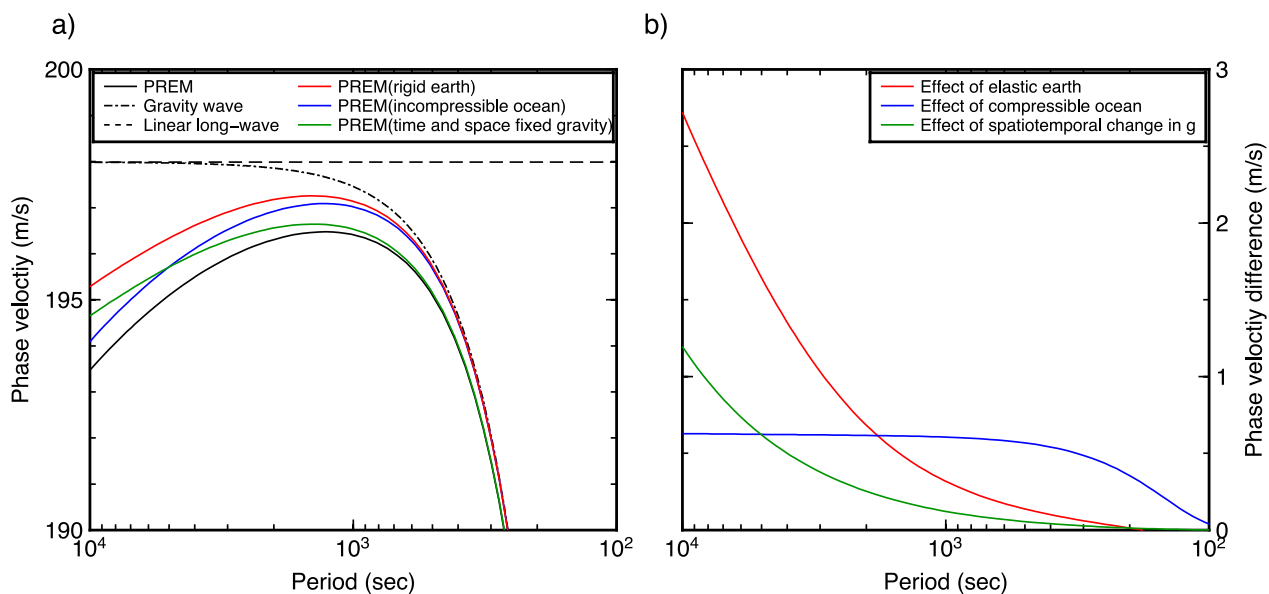 a)
200
195
190
Phase veloctiy (m/s)
PREM
Gravity wave
Linear long−wave
PREM(rigid earth)
PREM(incompressible ocean)
PREM(time and space fixed gravity)
10⁴
10³
10²
Period (sec)
b)
Effect of elastic earth
Effect of compressible ocean
Effect of spatiotemporal change in g
3
2
1
0
Phase veloctiy difference (m/s)
10⁴
10³
10²
Period (sec)